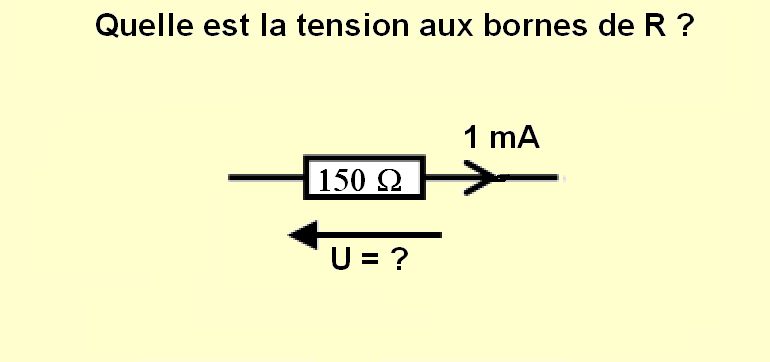 Quelle est la tension aux bornes de R ?
1 mA
150 Ω
U = ?